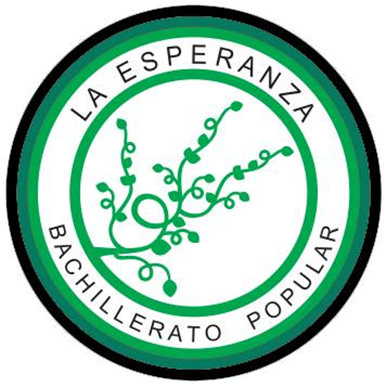 LA ESPERANZA
BACHILLERATO POPULAR